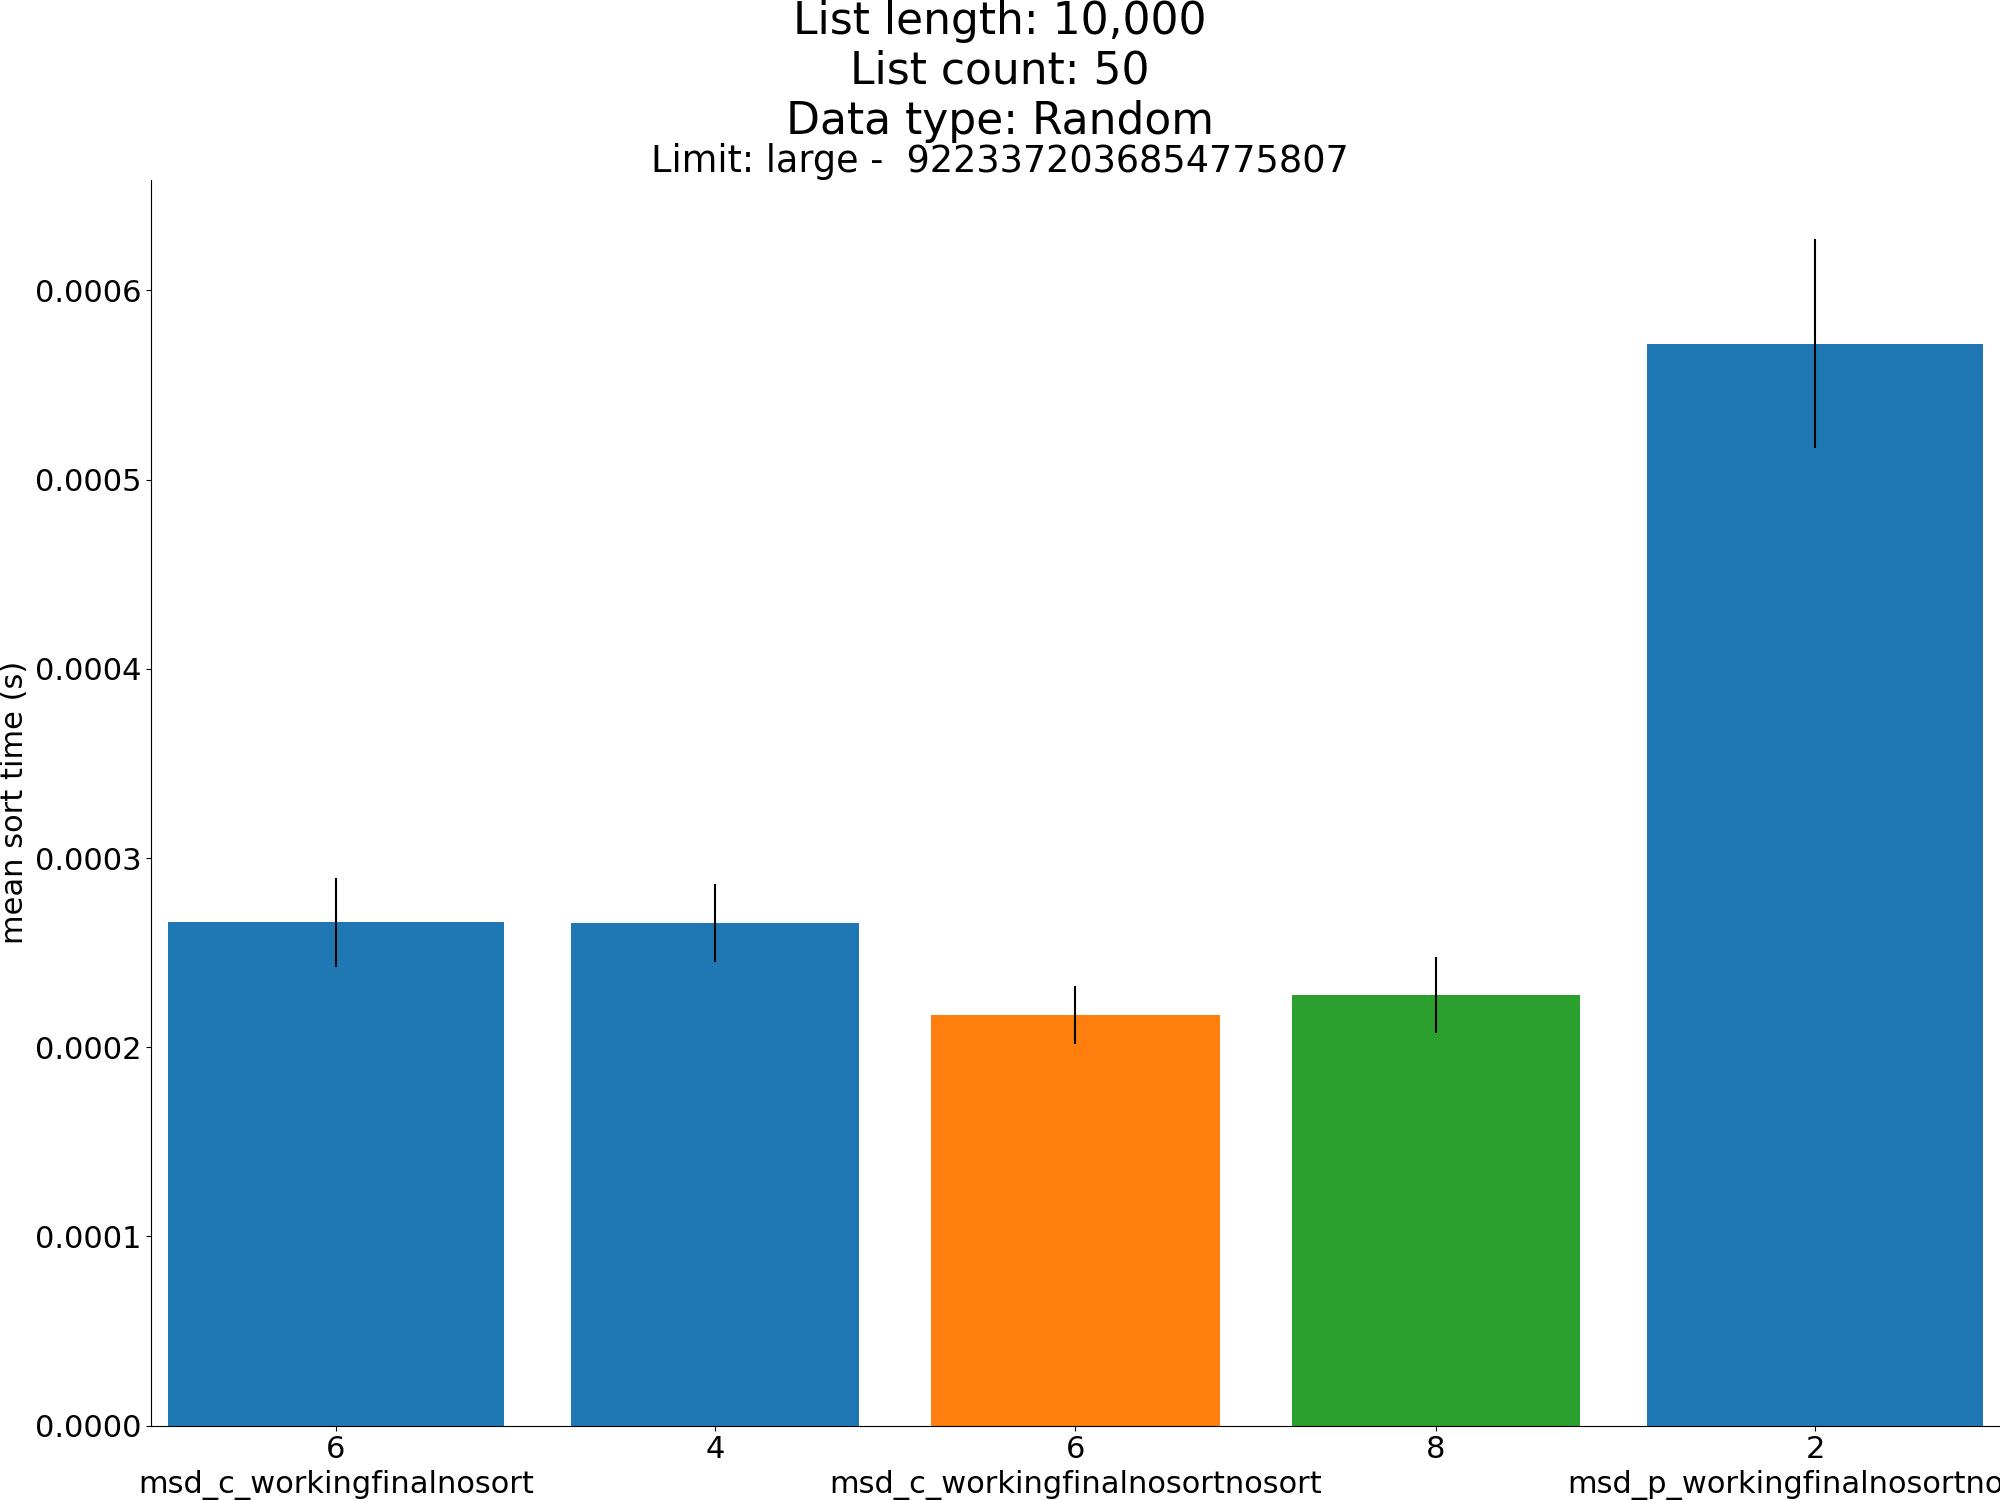 List length: 10,000
List count: 50
Data type: Random
Limit: large - 9223372036854775807
mean sort time (s)
0.0006
0.0005
0.0004
0.0003
0.0002
0.0001
0.0000
6
4
6
8
2
msd_c_workingfinalnosort
msd_c_workingfinalnosortnosort
msd_p_workingfinalnosortno